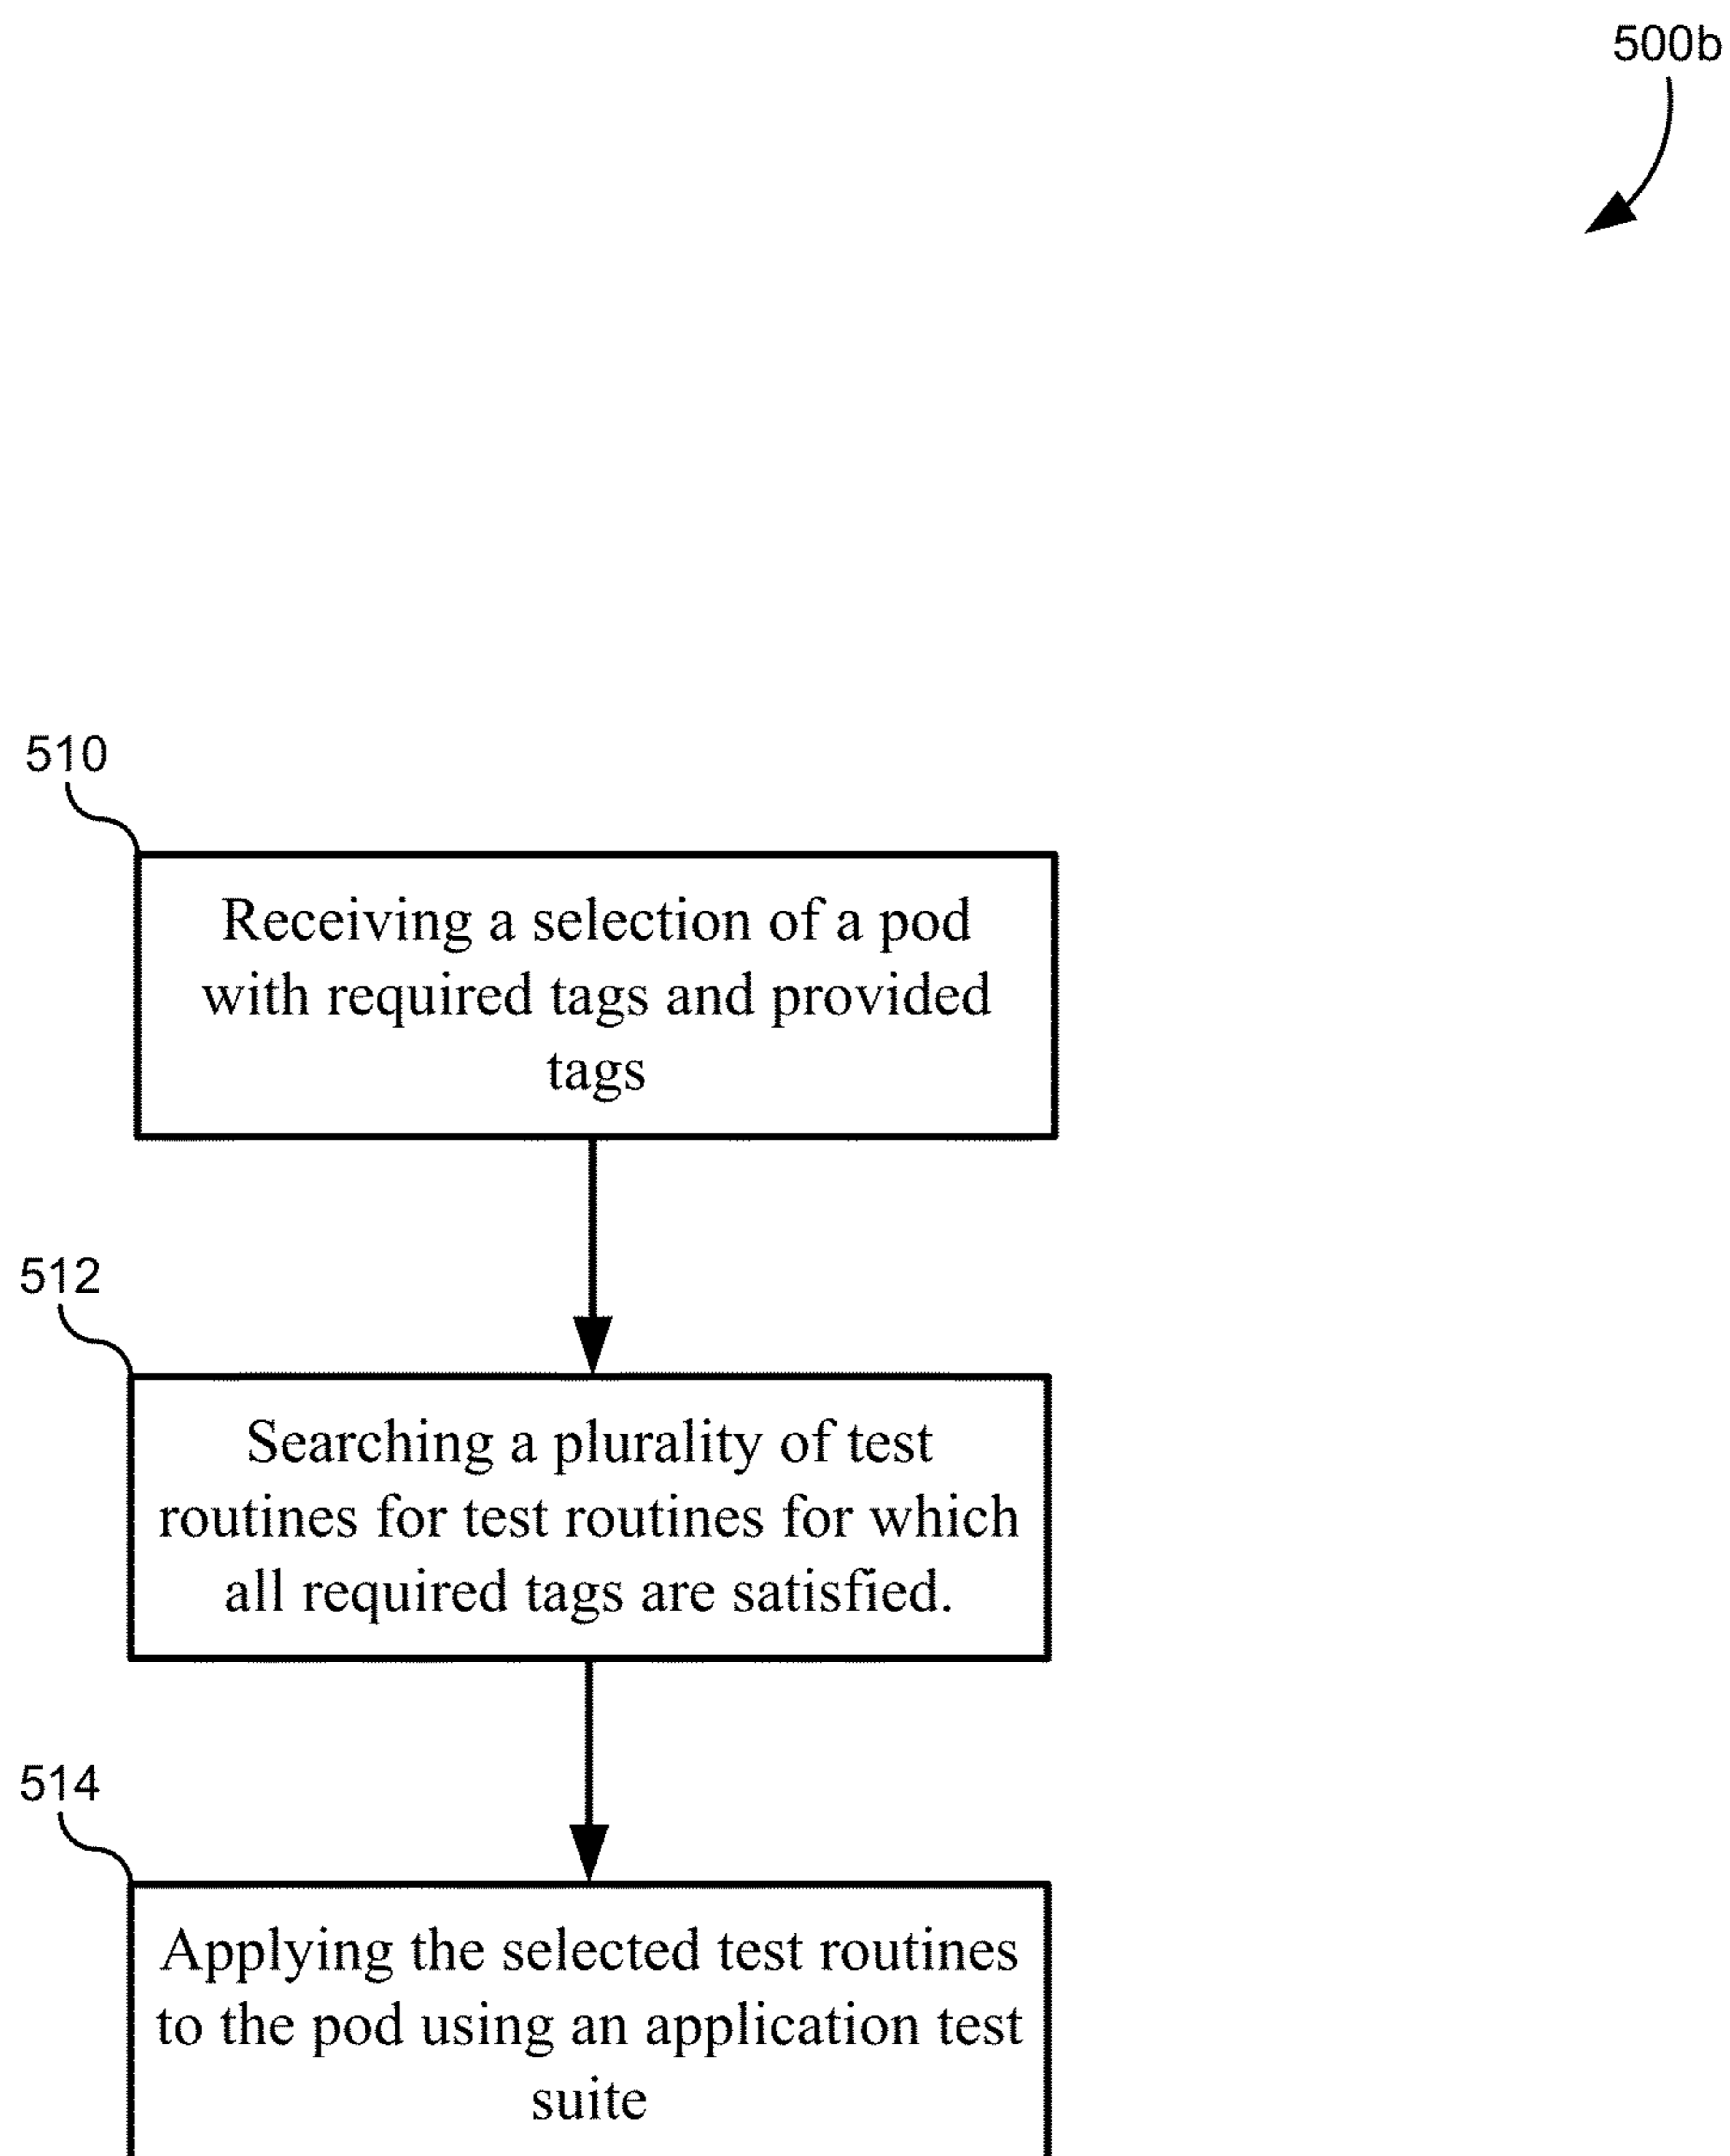 500b
510
Receiving a selection of a pod
with required tags and provided
tags
512
Searching a plurality of test
routines for test routines for which
all required tags are satisfied.
514
Applying the selected test routines
to the pod using an application test
suite